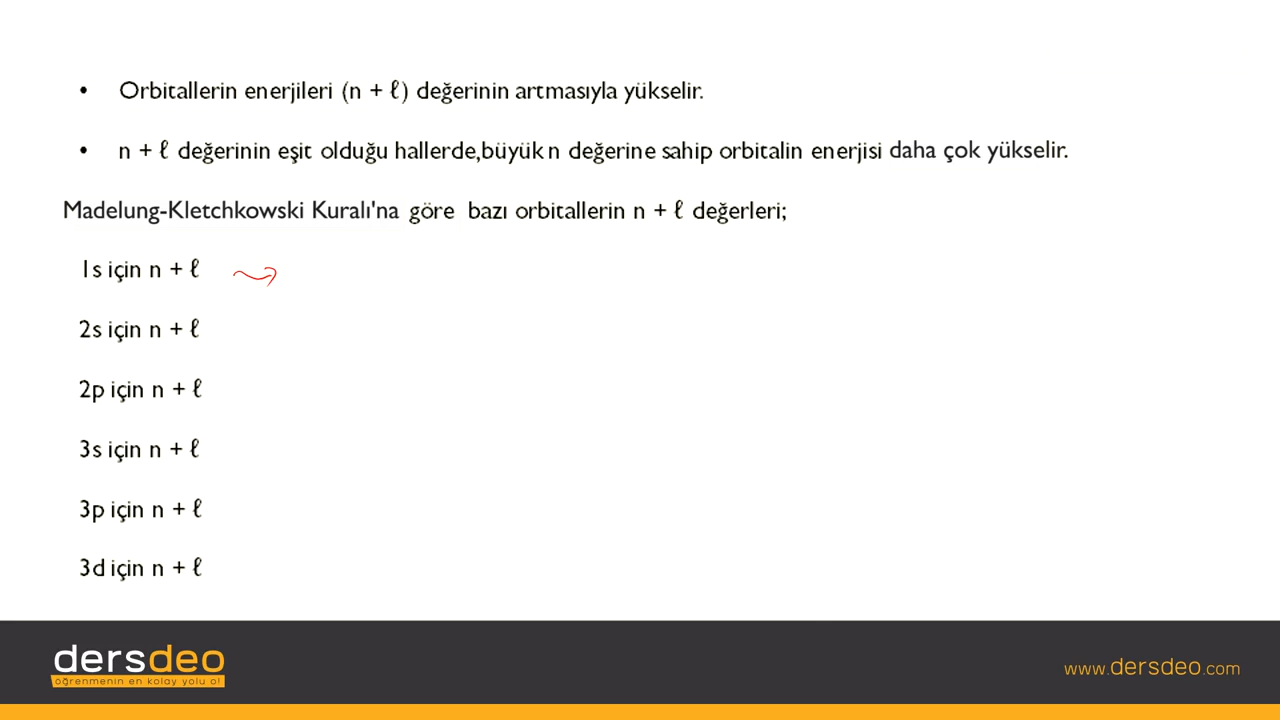 • Orbitallerin enerjileri (n + ℓ) değerinin artmasıyla yükselir.
• n + ℓ değerinin eşit olduğu hallerde,büyük n değerine sahip orbitalin enerjisi daha çok yükselir.
Madelung-Kletchkowski Kuralı'na göre bazı orbitallerin n + ℓ değerleri;
1s için n + ℓ
2s için n + ℓ
2p için n + ℓ
3s için n + ℓ
3p için n + ℓ
3d için n + ℓ
dersdeo
öğrenmenin en kolay yolu o!
www.dersdeo.com